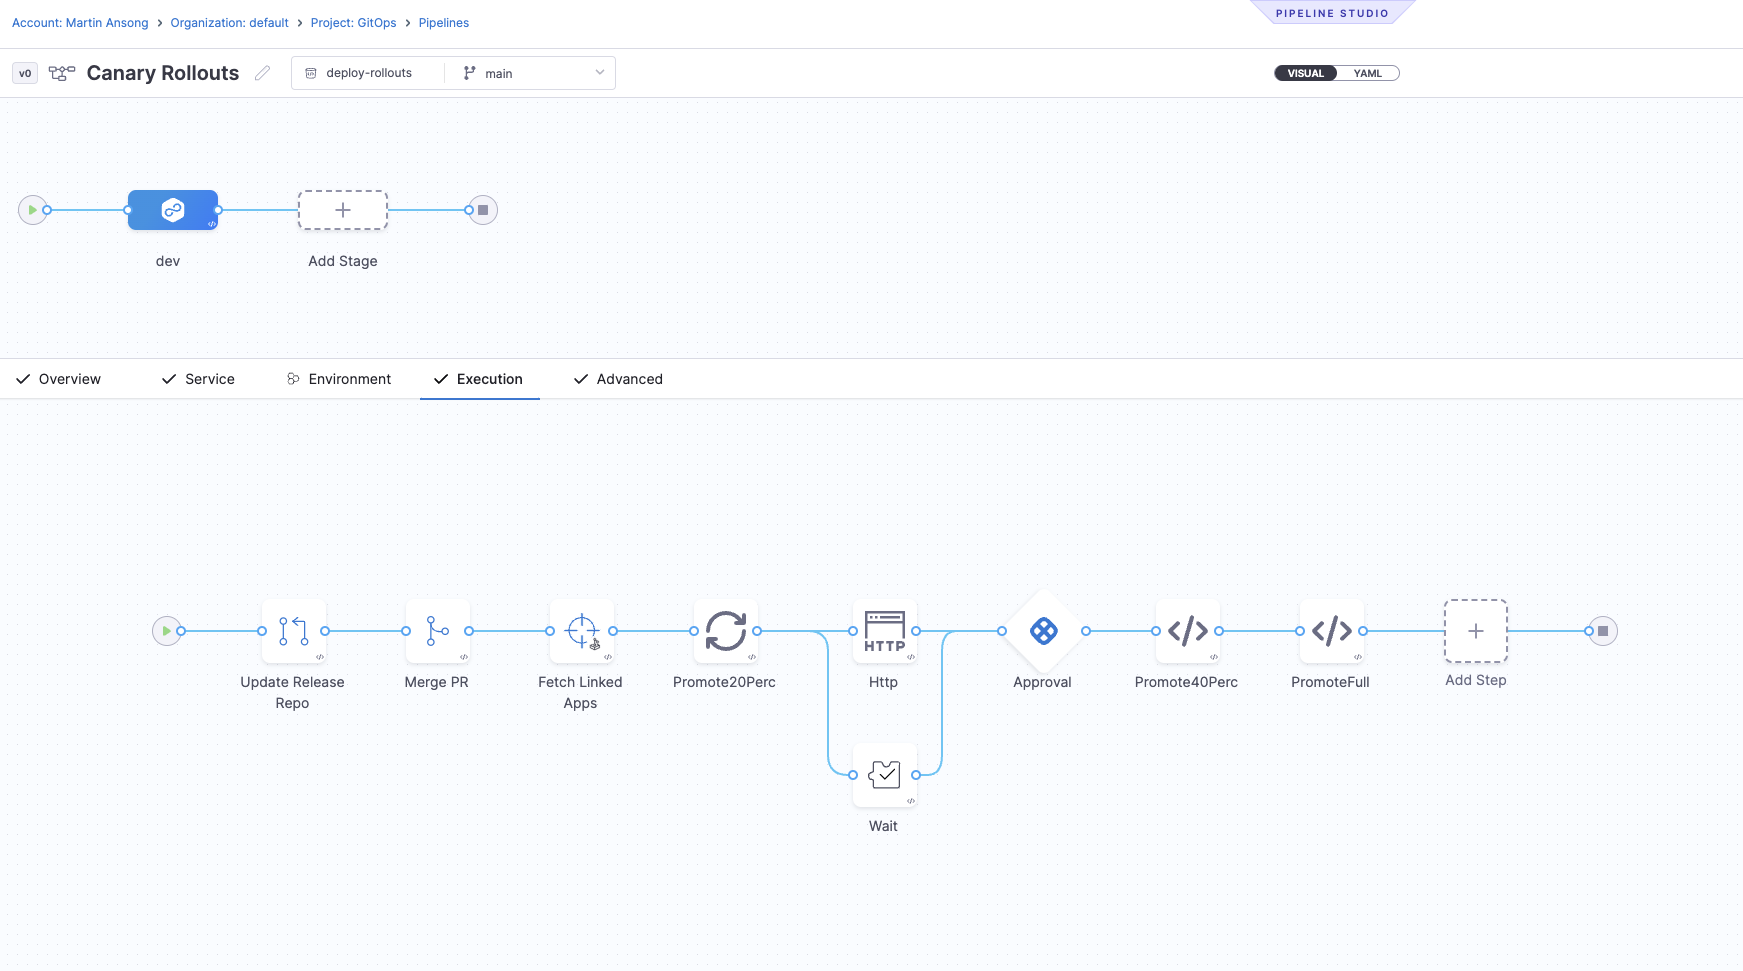 Account: Martin Ansong › Organization: default › Project: GitOps › Pipelines
PIPELINE STUDIO
v0 Canary Rollouts deploy-rollouts main
VISUAL YAML
dev
Add Stage
Overview Service Environment Execution Advanced
HTTP
Update Release
Repo
Merge PR
Fetch Linked
Apps
Promote20Perc
Http
Approval
Promote40Perc
PromoteFull
Add Step
Wait